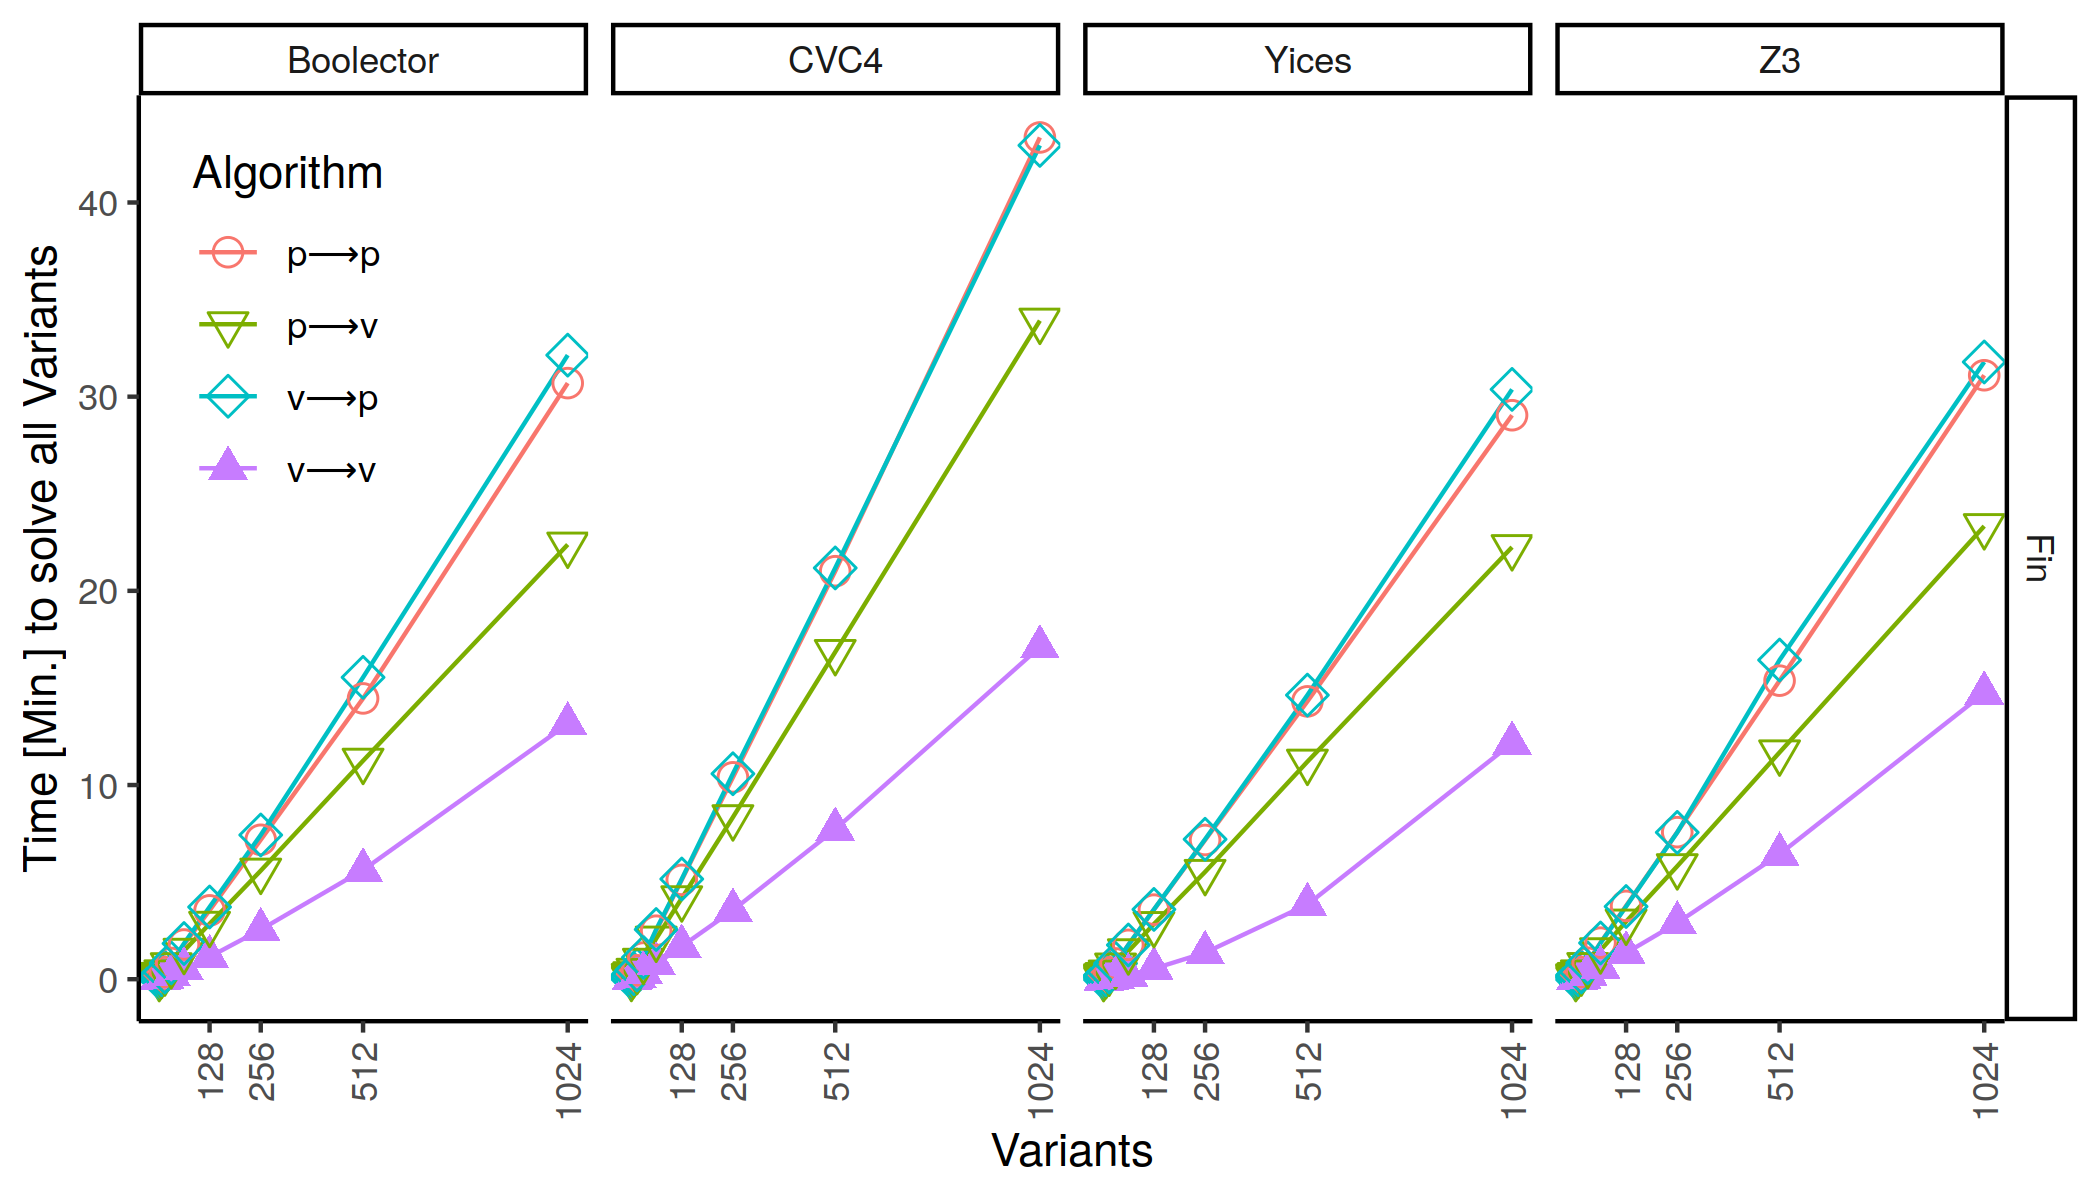 Boolector
CVC4
Yices
Z3
Fin
Algorithm
p⟶p
p⟶v
v⟶p
v⟶v
Time [Min.] to solve all Variants
40
30
20
10
0
128 256 512 1024
128 256 512 1024
128 256 512 1024
128 256 512 1024
Variants